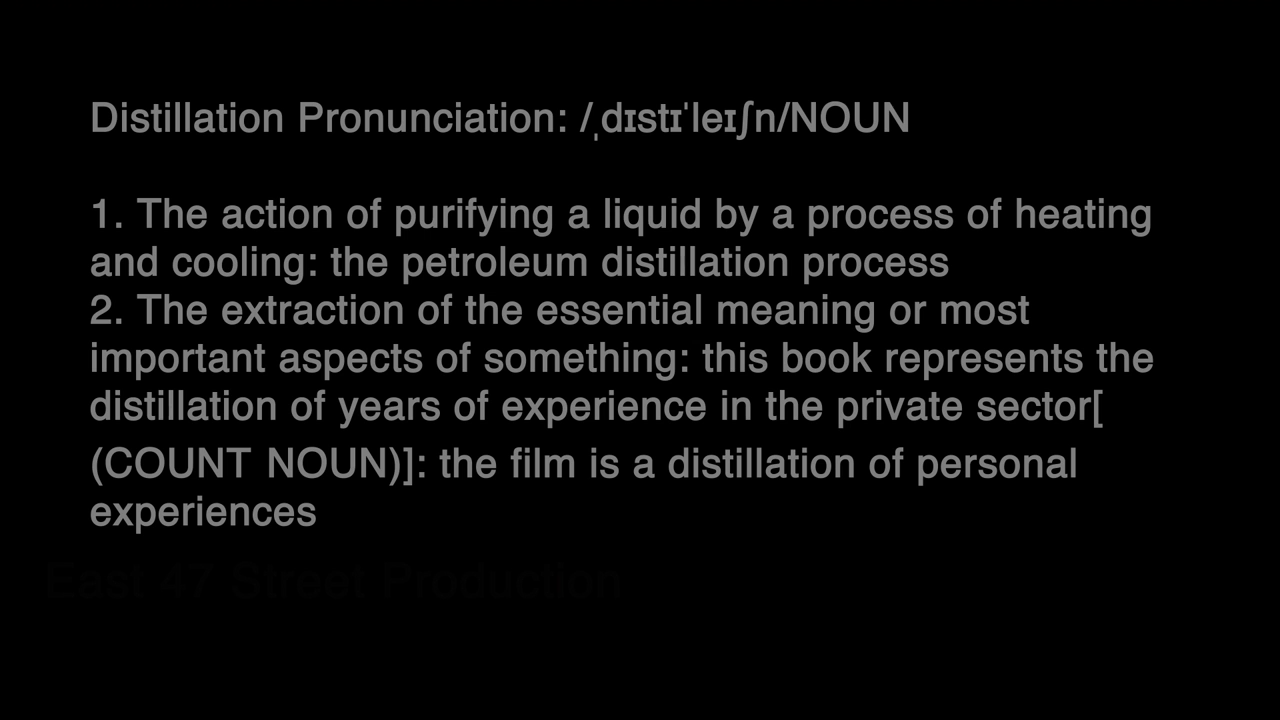 Distillation Pronunciation: /ˌdɪstɪˈleɪʃn/NOUN
1. The action of purifying a liquid by a process of heating
and cooling: the petroleum distillation process
2. The extraction of the essential meaning or most
important aspects of something: this book represents the
distillation of years of experience in the private sector[
(COUNT NOUN)]: the film is a distillation of personal
experiences
East 47 Street Production